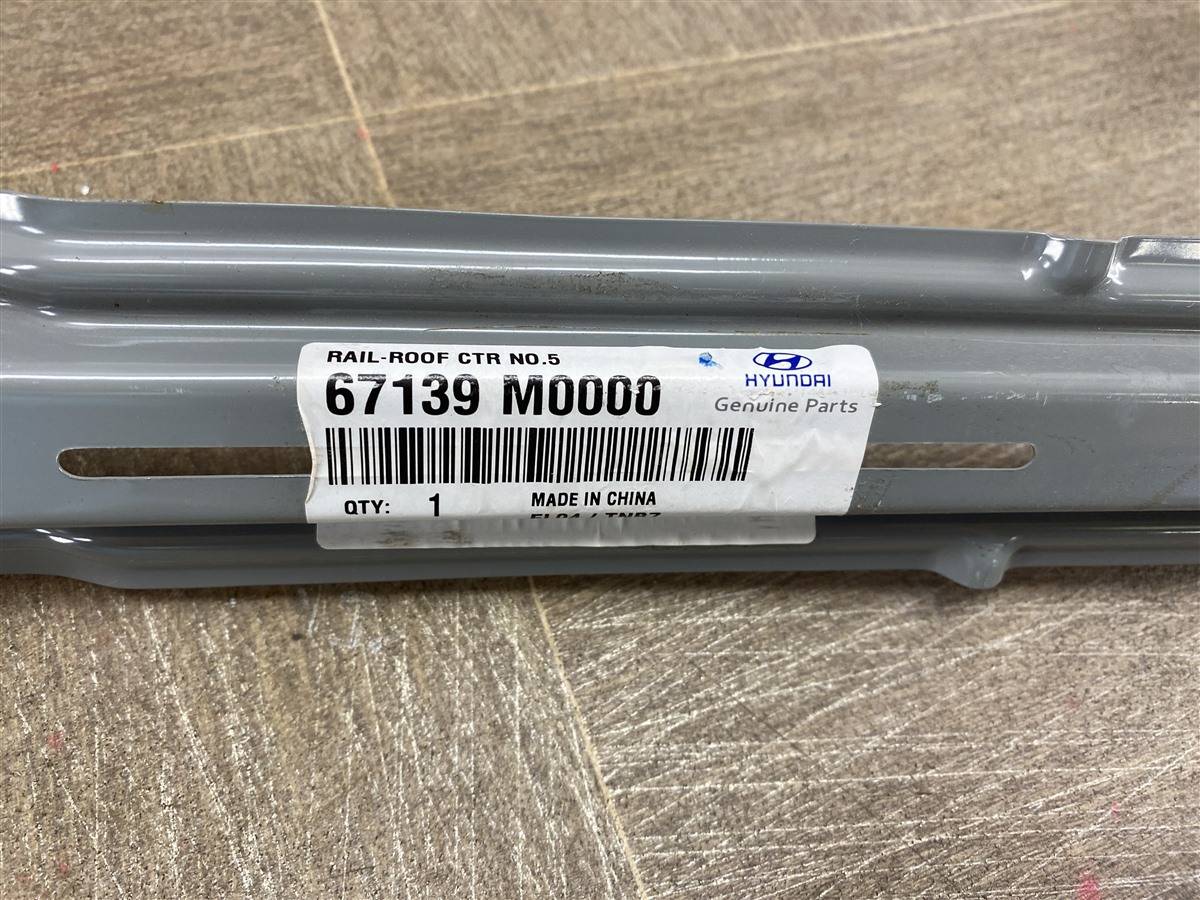 RAIL-ROOF CTR NO.5
67139 M0000
HYUNDAI
Genuine Parts
QTY: 1
MADE IN CHINA